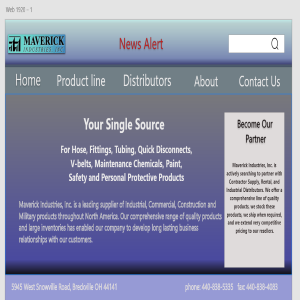 Web 1920 – 1
MAVERICK
INDUSTRIES, INC.
News Alert
Home Product line Distributors About Contact Us
Your Single Source
For Hose, Fittings, Tubing, Quick Disconnects,
V-belts, Maintenance Chemicals, Paint,
Safety and Personal Protective Products
Maverick Industries, Inc. is a leading supplier of Industrial, Commercial, Construction and
Military products throughout North America. Our comprehensive range of quality products
and large inventories has enabled our company to develop long lasting business
relationships with our customers.
Become Our
Partner
Maverick Industries, Inc. is
actively searching to partner with
Contractor Supply, Rental, and
Industrial Distributors. We offer a
comprehensive line of quality
products; we stock these
products, we ship when required,
and we extend very competitive
pricing to our resellers.
5945 West Snowville Road, Brecksville OH 44141 phone: 440-838-5335 fax: 440-838-4083